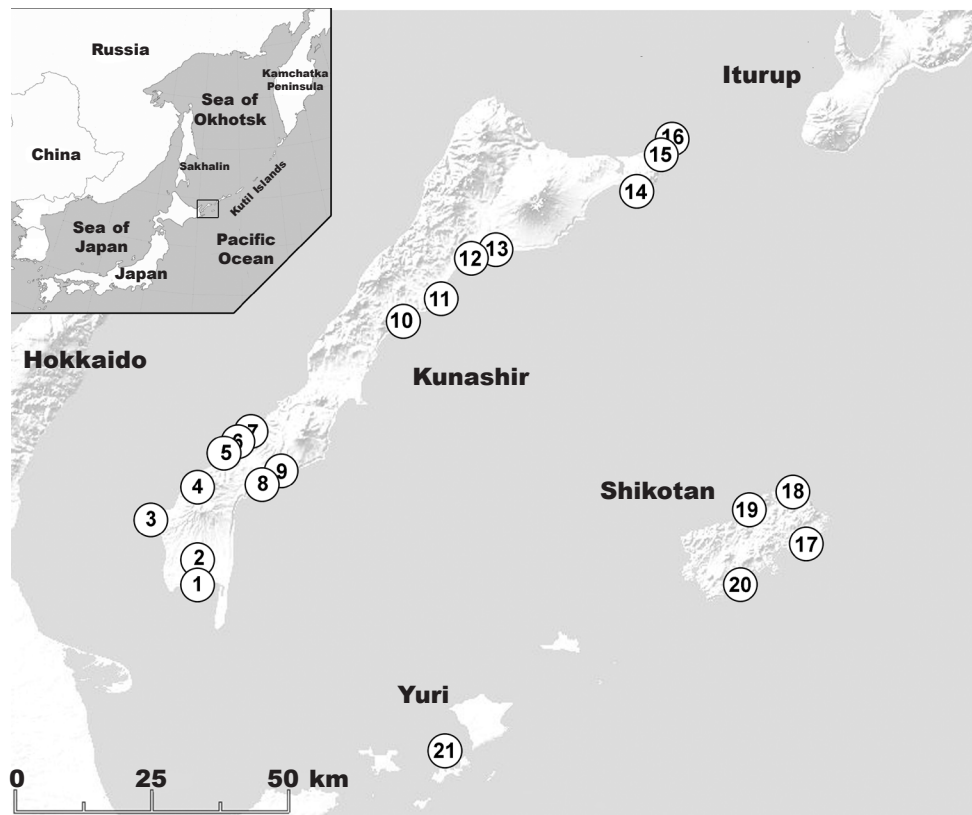 Russia
Kamchatka
Peninsula
Sea of
Okhotsk
China
Sakhalin
Kutil Islands
Sea of
Japan
Pacific
Ocean
Japan
Iturup
16
15
14
13
12
11
10
Hokkaido
Kunashir
7
6
5
9
8
4
3
2
1
Shikotan
18
19
17
20
Yuri
21
0 25 50 km